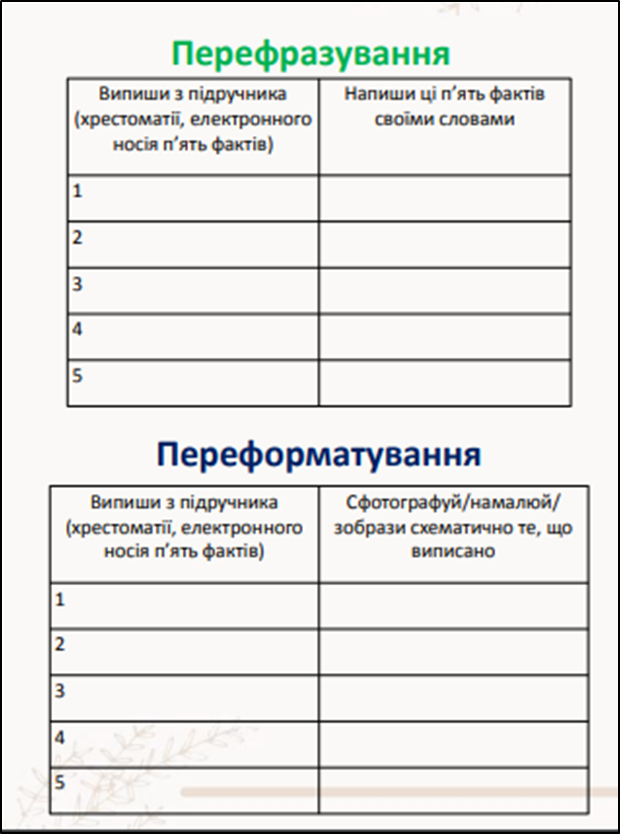 Перефразування
Випиши з підручника
(хрестоматії, електронного
носія п’ять фактів)
Напиши ці п’ять фактів
своїми словами
1
2
3
4
5
Переформатування
Випиши з підручника
(хрестоматії, електронного
носія п’ять фактів)
Сфотографуй/намалюй/
зобрази схематично те, що
виписано
1
2
3
4
5